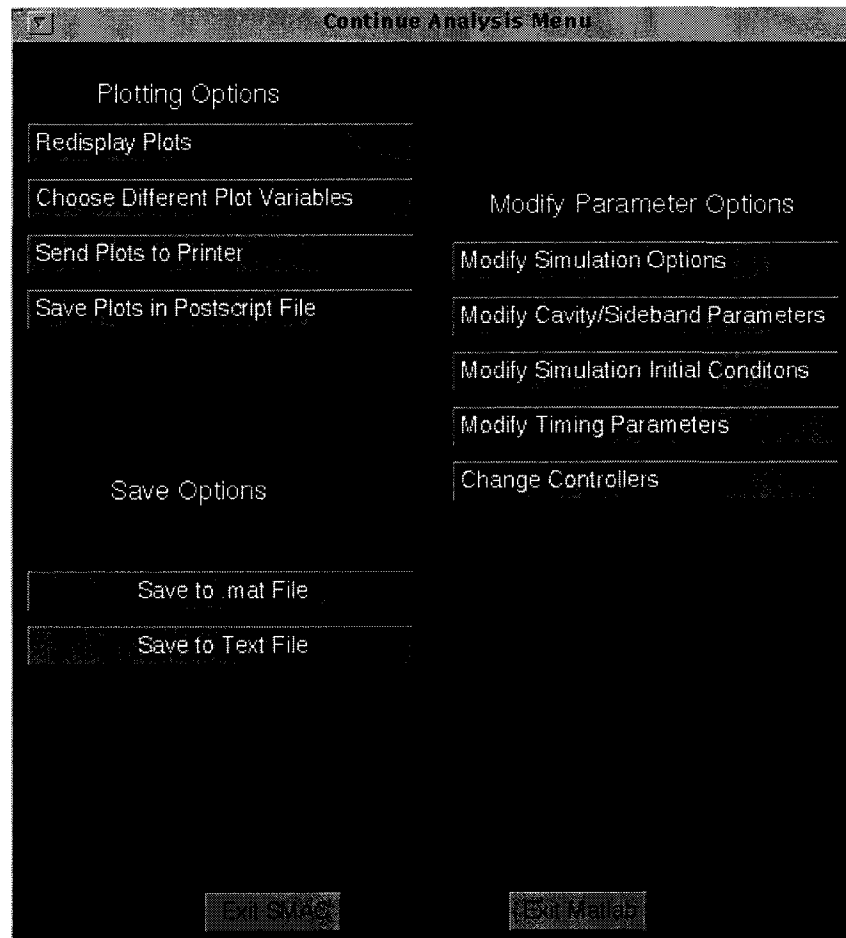 Continue Analysis Menu
Plotting Options
Redisplay Plots
Choose Different Plot Variables
Send Plots to Printer
Save Plots in Postscript File
Modify Parameter Options
Modify Simulation Options
Modify Cavity/Sideband Parameters
Modify Simulation Initial Conditons
Modify Timing Parameters
Change Controllers
Save Options
Save to .mat File
Save to Text File
Exit SMAC
Exit Matlab